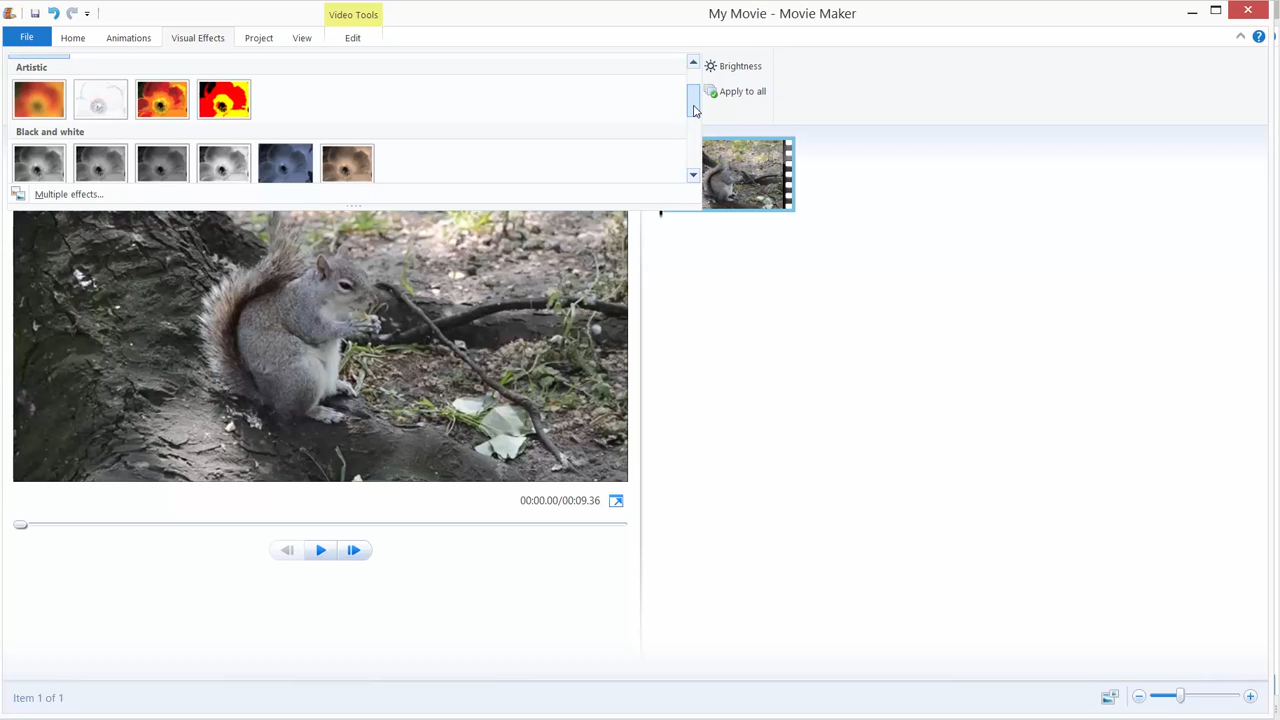 Video Tools
My Movie - Movie Maker
File Home Animations Visual Effects Project View Edit
Artistic
Brightness
Apply to all
Black and white
Multiple effects...
00:00.00/00:09.36
Item 1 of 1